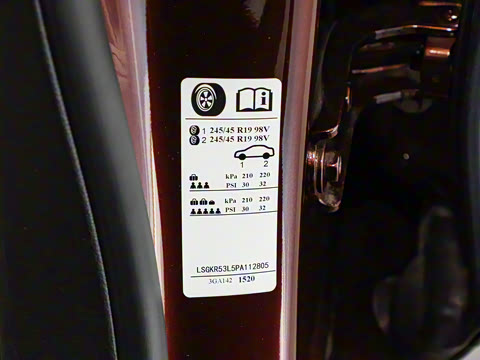 1 245/45 R19 98V
2 245/45 R19 98V
1 2
kPa 210 220
PSI 30 32
kPa 210 220
PSI 30 32
LSGKR53L5PA112805
3GA142 1520